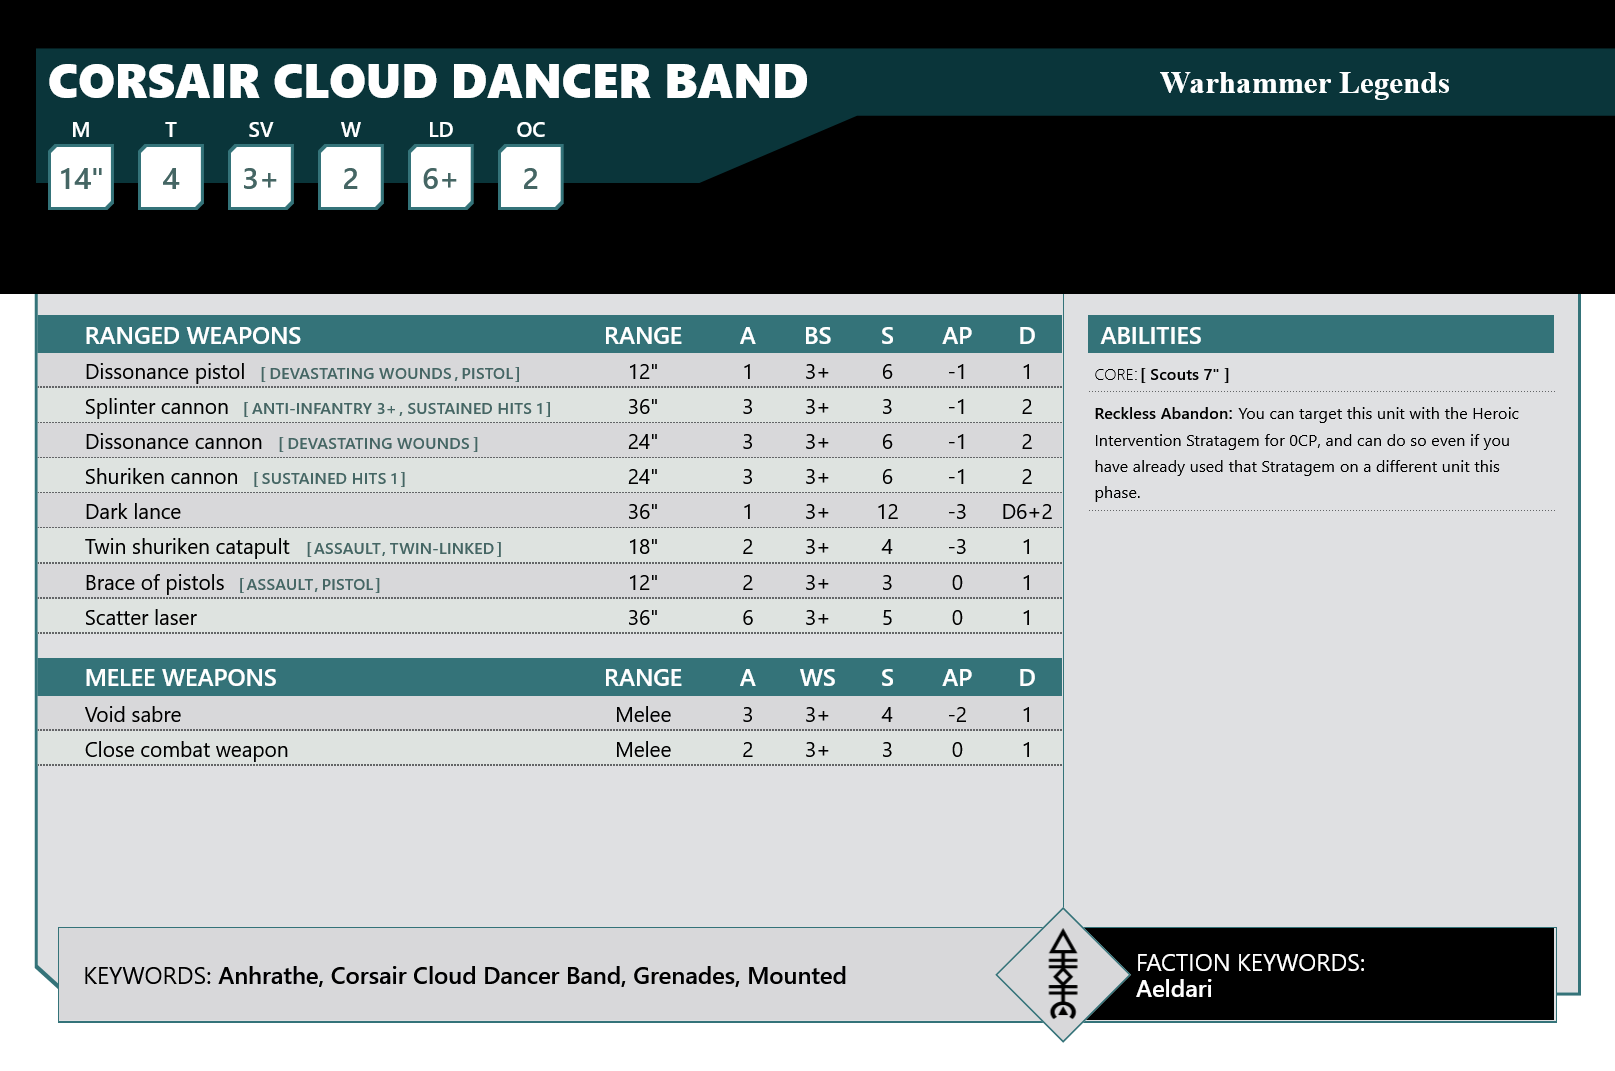 CORSAIR CLOUD DANCER BAND
Warhammer Legends
M T SV W LD OC
14" 4 3+ 2 6+ 2
RANGED WEAPONS RANGE A BS S AP D
Dissonance pistol [ DEVASTATING WOUNDS , PISTOL ] 12" 1 3+ 6 -1 1
Splinter cannon [ ANTI-INFANTRY 3+ , SUSTAINED HITS 1 ] 36" 3 3+ 3 -1 2
Dissonance cannon [ DEVASTATING WOUNDS ] 24" 3 3+ 6 -1 2
Shuriken cannon [ SUSTAINED HITS 1 ] 24" 3 3+ 6 -1 2
Dark lance 36" 1 3+ 12 -3 D6+2
Twin shuriken catapult [ ASSAULT, TWIN-LINKED ] 18" 2 3+ 4 -3 1
Brace of pistols [ ASSAULT, PISTOL ] 12" 2 3+ 3 0 1
Scatter laser 36" 6 3+ 5 0 1
MELEE WEAPONS RANGE A WS S AP D
Void sabre Melee 3 3+ 4 -2 1
Close combat weapon Melee 2 3+ 3 0 1
ABILITIES
CORE: [ Scouts 7" ]
Reckless Abandon: You can target this unit with the Heroic
Intervention Stratagem for 0CP, and can do so even if you
have already used that Stratagem on a different unit this
phase.
KEYWORDS: Anhrathe, Corsair Cloud Dancer Band, Grenades, Mounted
FACTION KEYWORDS:
Aeldari